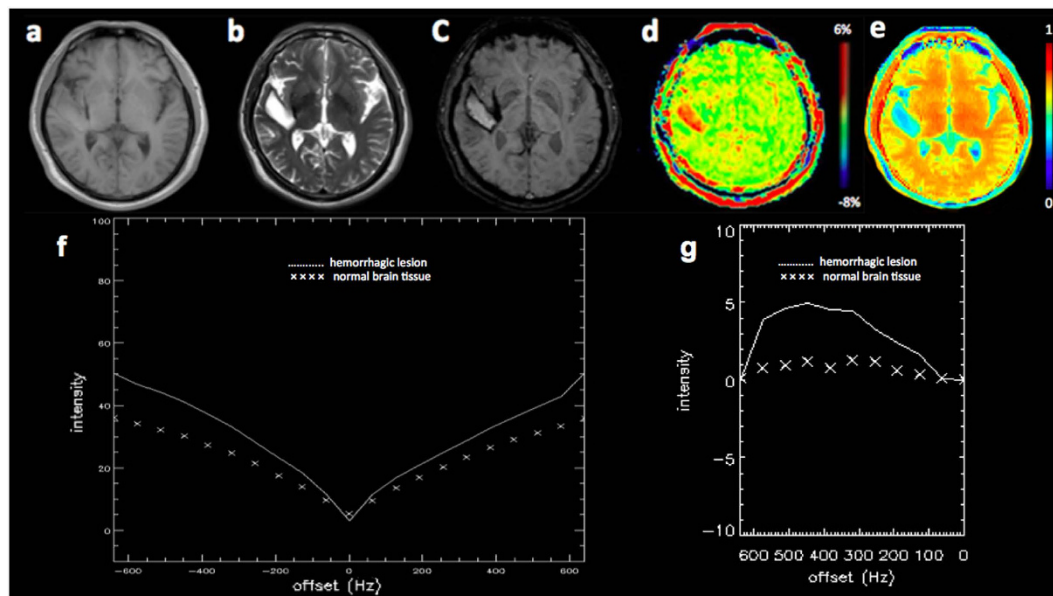 a
b
c
d
6%
-8%
e
1
0
f
100
80
60
40
20
0
intensity
hemorrhagic lesion
normal brain tissue
−600
−400
−200
0
200
400
600
offset (Hz)
g
10
5
0
−5
−10
intensity
hemorrhagic lesion
normal brain tissue
600 500 400 300 200 100 0
offset (Hz)